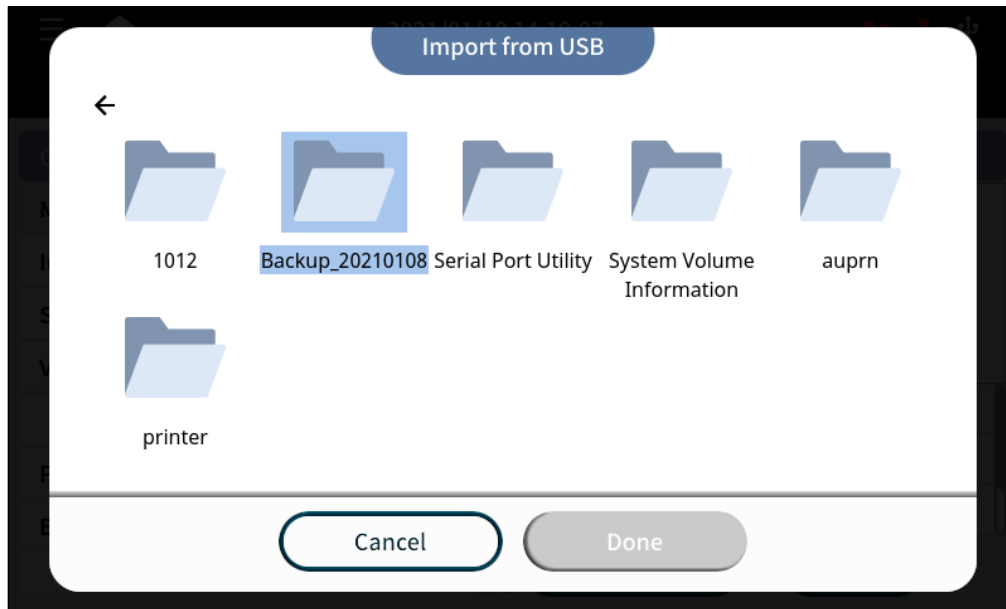 Import from USB
1012
Backup_20210108
Serial Port Utility
System Volume
Information
auprn
printer
Cancel
Done